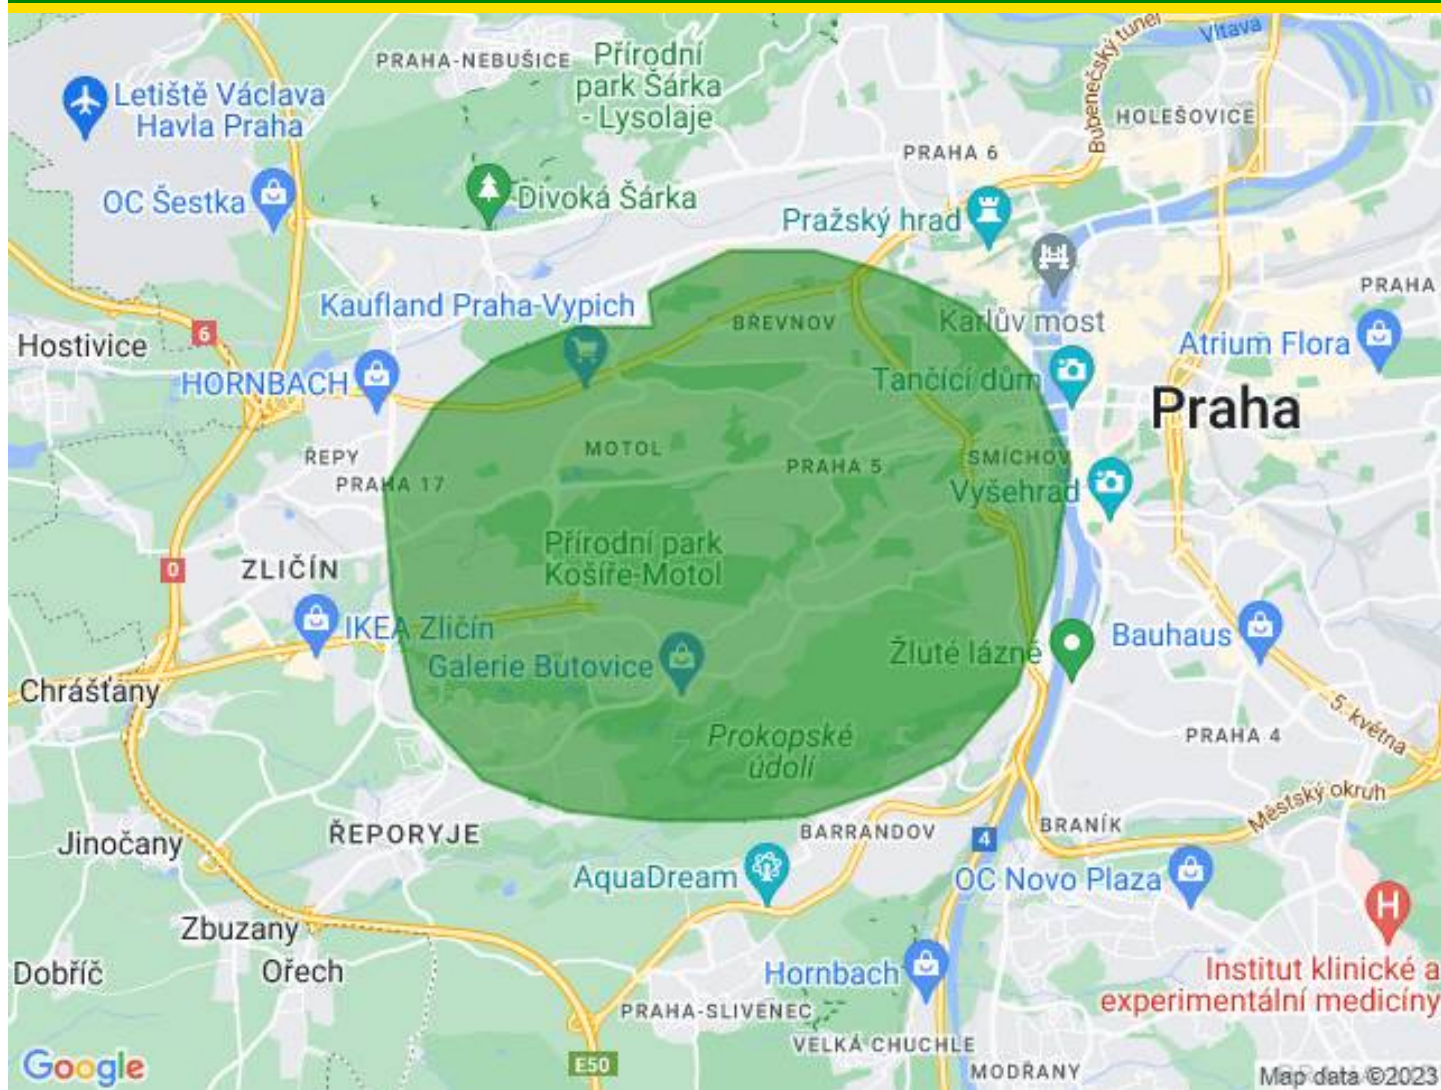 Vltava
Bubenečský tunel
PRAHA-NEBUŠICE
Přírodní
park Šárka
- Lysolaje
Letiště Václava
Havla Praha
HOLEŠOVICE
PRAHA 6
OC Šestka
Divoká Šárka
Pražský hrad
PRAHA
Kaufland Praha-Vypich
BŘEVNOV
Karlův most
6
Hostivice
Atrium Flora
HORNBACH
Tančící dům
Praha
MOTOL
ŘEPY
SMÍCHOV
PRAHA 5
PRAHA 17
Vyšehrad
Přírodní park
Košíře-Motol
ZLIČÍN
0
IKEA Zličín
Bauhaus
Žluté lázně
Galerie Butovice
Chrášťany
5. května
Prokopské
údolí
PRAHA 4
Městský okruh
ŘEPORYJE
BARRANDOV
BRANÍK
4
Jinočany
AquaDream
OC Novo Plaza
H
Zbuzany
Dobříč
Ořech
Hornbach
Institut klinické a
experimentální medicíny
PRAHA-SLIVENEC
VELKÁ CHUCHLE
E50
MODŘANY
Google
Map data ©2023